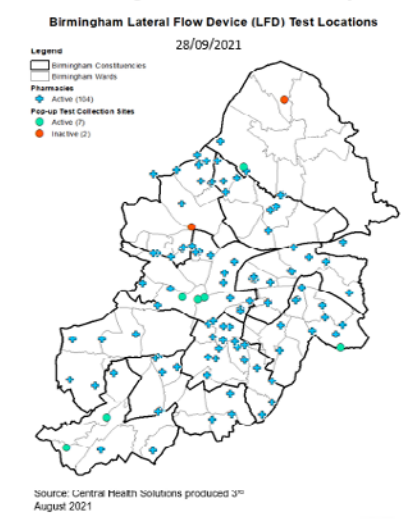 Birmingham Lateral Flow Device (LFD) Test Locations
28/09/2021
Legend
Birmingham Constituencies
Birmingham Wards
Pharmacies
Active (104)
Pop-up Test Collection Sites
Active (7)
Inactive (2)
Source: Central Health Solutions produced 3rd
August 2021